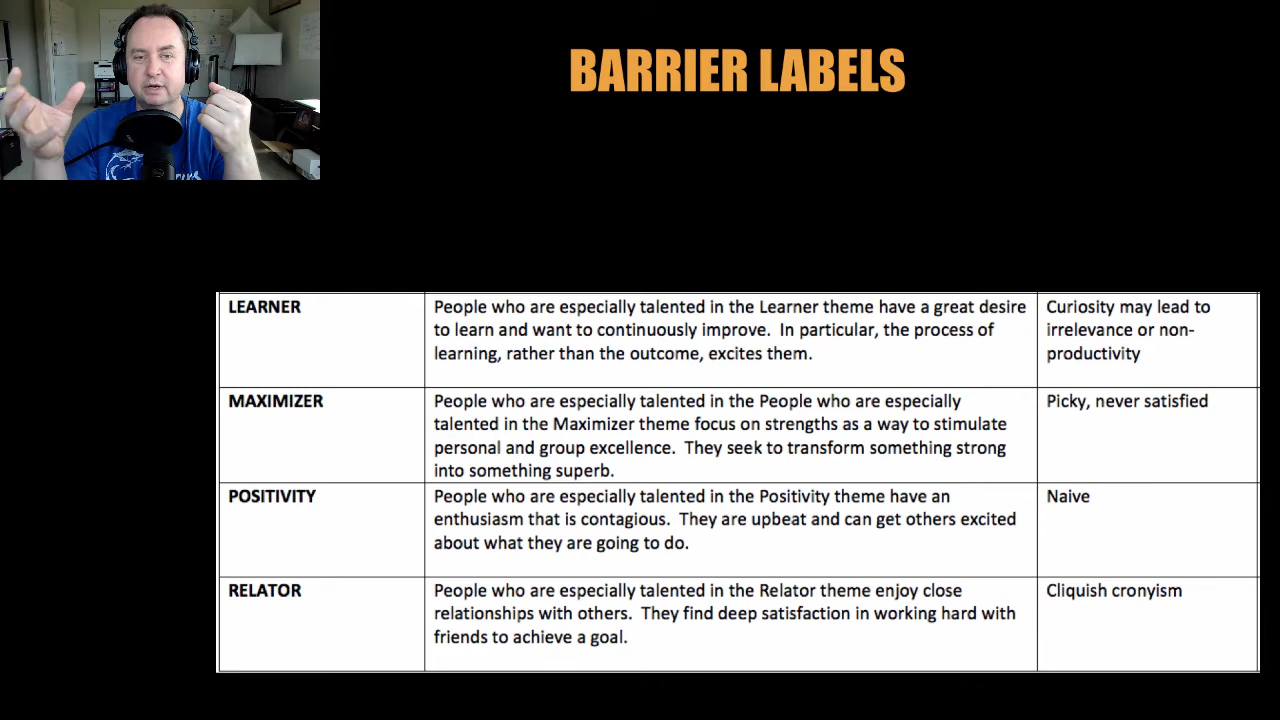 BARRIER LABELS
LEARNER
People who are especially talented in the Learner theme have a great desire
to learn and want to continuously improve.  In particular, the process of
learning, rather than the outcome, excites them.
Curiosity may lead to
irrelevance or non-
productivity
MAXIMIZER
People who are especially talented in the People who are especially
talented in the Maximizer theme focus on strengths as a way to stimulate
personal and group excellence.  They seek to transform something strong
into something superb.
Picky, never satisfied
POSITIVITY
People who are especially talented in the Positivity theme have an
enthusiasm that is contagious.  They are upbeat and can get others excited
about what they are going to do.
Naive
RELATOR
People who are especially talented in the Relator theme enjoy close
relationships with others.  They find deep satisfaction in working hard with
friends to achieve a goal.
Cliquish cronyism